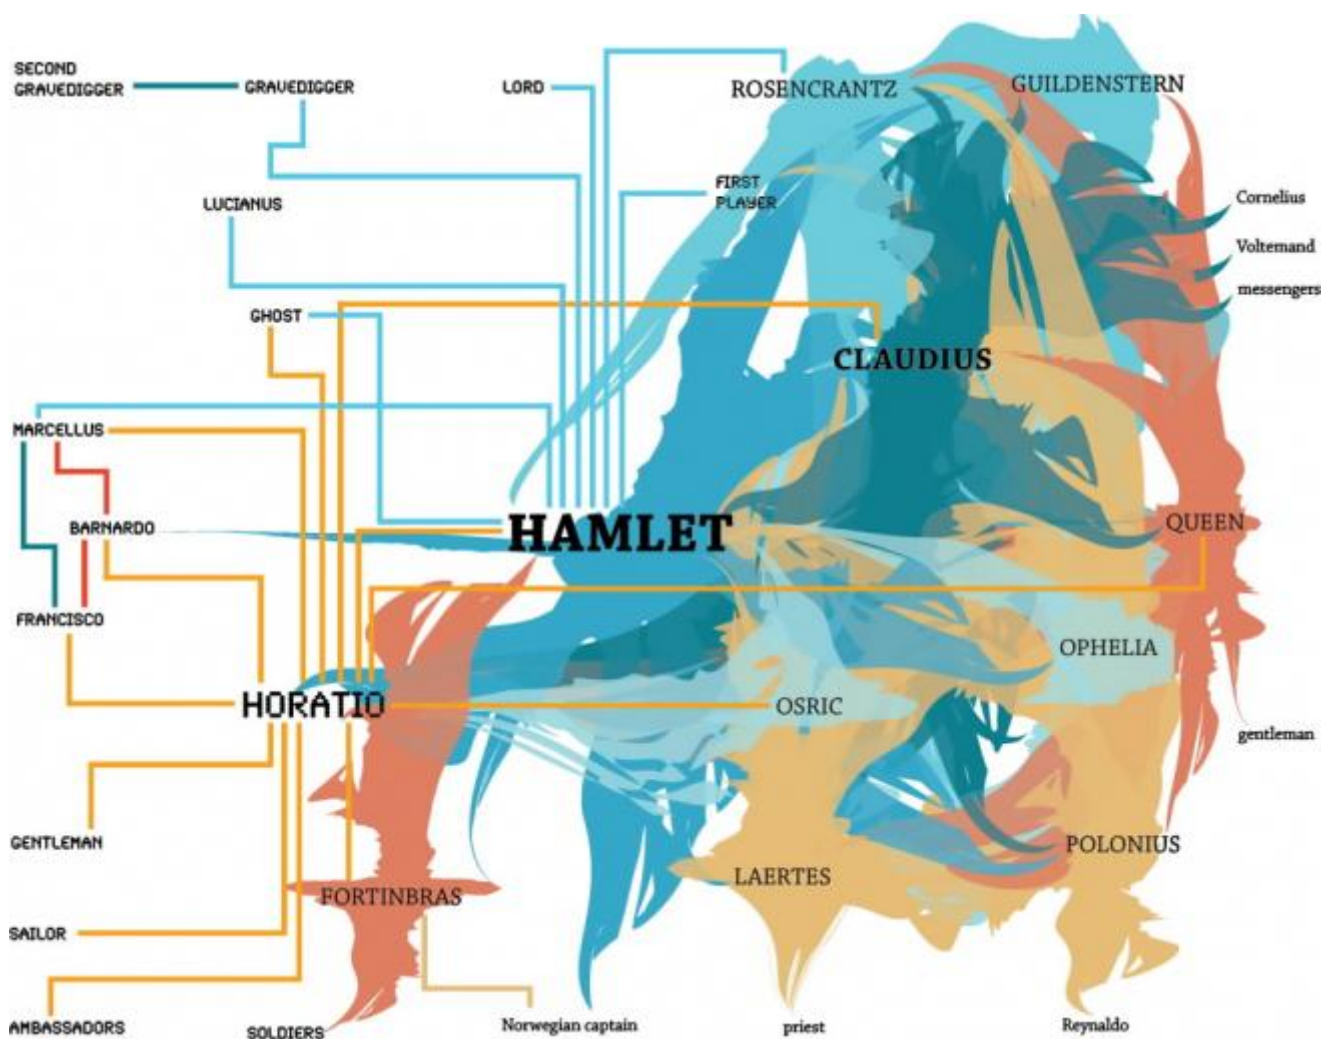 SECOND
GRAVEDIGGER
GRAVEDIGGER
LORD
ROSENCRANTZ
GUILDENSTERN
FIRST
PLAYER
LUCIANUS
Cornelius
Voltemand
messengers
GHOST
CLAUDIUS
MARCELLUS
BARNARDO
HAMLET
QUEEN
FRANCISCO
OPHELIA
HORATIO
OSRIC
gentleman
GENTLEMAN
POLONIUS
LAERTES
FORTINBRAS
SAILOR
AMBASSADORS
SOLDIERS
Norwegian captain
priest
Reynaldo